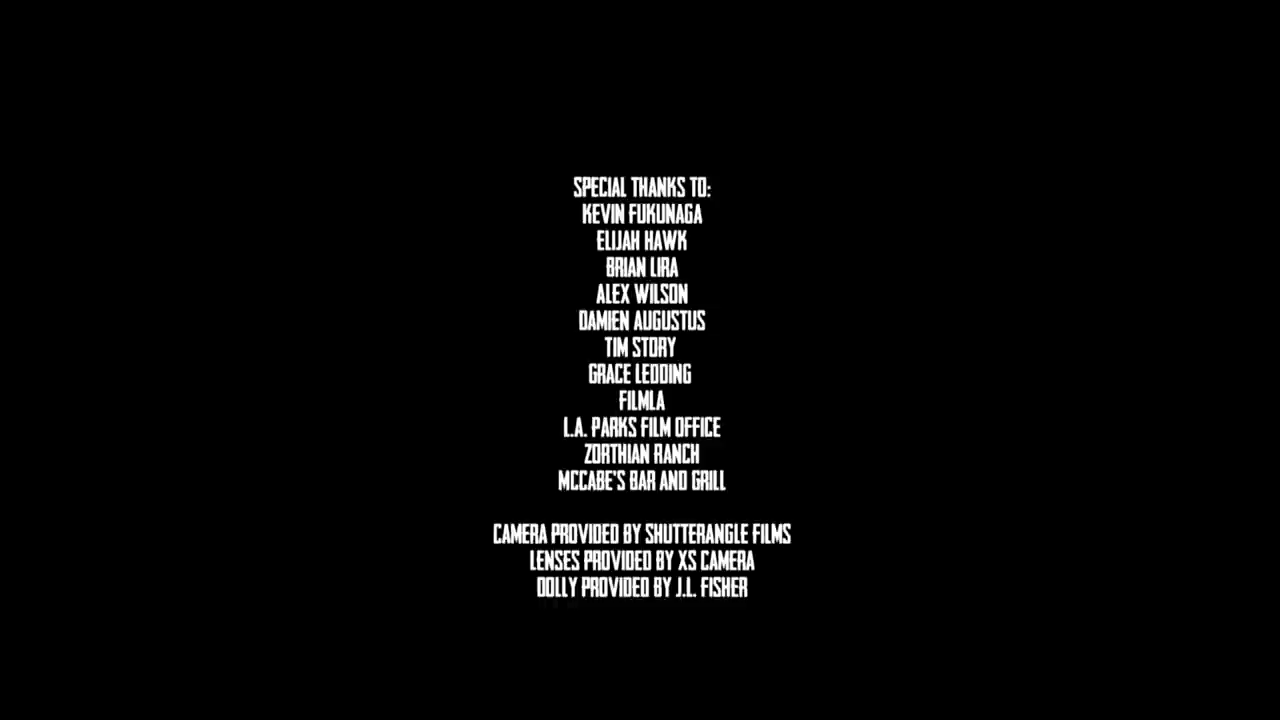 SPECIAL THANKS TO:
KEVIN FUKUNAGA
ELIJAH HAWK
BRIAN LIRA
ALEX WILSON
DAMIEN AUGUSTUS
TIM STORY
GRACE LEDDING
FILMLA
L.A. PARKS FILM OFFICE
ZORTHIAN RANCH
MCCABE'S BAR AND GRILL
CAMERA PROVIDED BY SHUTTERANGLE FILMS
LENSES PROVIDED BY XS CAMERA
DOLLY PROVIDED BY J.L. FISHER